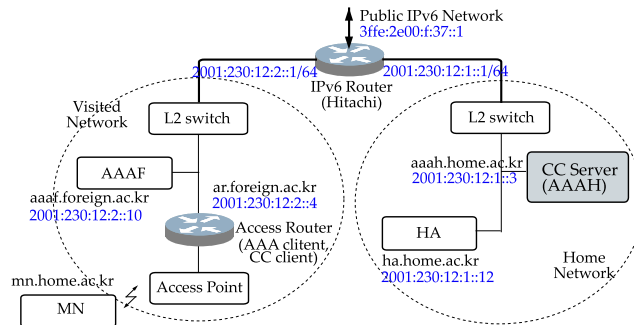 Public IPv6 Network
3ffe:2e00:f:37::1
2001:230:12:2::1/64
2001:230:12:1::1/64
IPv6 Router
(Hitachi)
Visited
Network
L2 switch
L2 switch
AAAF
aaaf.foreign.ac.kr
2001:230:12:2::10
ar.foreign.ac.kr
2001:230:12:2::4
aaah.home.ac.kr
2001:230:12:1::3
CC Server
(AAAH)
Access Router
(AAA clitent,
CC client)
HA
ha.home.ac.kr
2001:230:12:1::12
Home
Network
mn.home.ac.kr
Access Point
MN